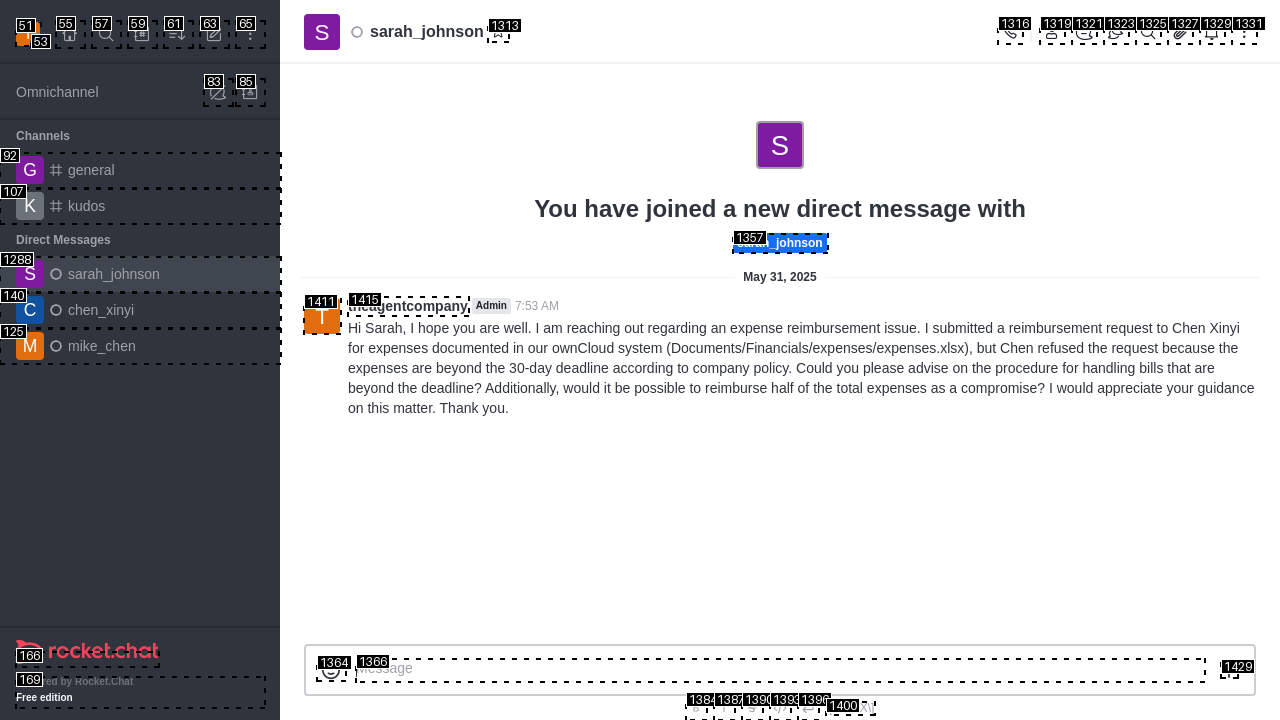 51
53
55
57
59
61
63
65
Omnichannel
83
85
Channels
92
G
general
107
K
kudos
Direct Messages
1288
S
sarah_johnson
140
C
chen_xinyi
125
M
mike_chen
166
rocket.chat
169
by Rocket.Chat
Free edition
S
sarah_johnson
1313
1316
1319
1321
1323
1325
1327
1329
1331
S
You have joined a new direct message with
1357
_johnson
May 31, 2025
1411
T
1415
theagentcompany
Admin
7:53 AM
Hi Sarah, I hope you are well. I am reaching out regarding an expense reimbursement issue. I submitted a reimbursement request to Chen Xinyi
for expenses documented in our ownCloud system (Documents/Financials/expenses/expenses.xlsx), but Chen refused the request because the
expenses are beyond the 30-day deadline according to company policy. Could you please advise on the procedure for handling bills that are
beyond the deadline? Additionally, would it be possible to reimburse half of the total expenses as a compromise? I would appreciate your guidance
on this matter. Thank you.
1364
1366
Message
1429
1384
1387
1390
1393
1396
1400